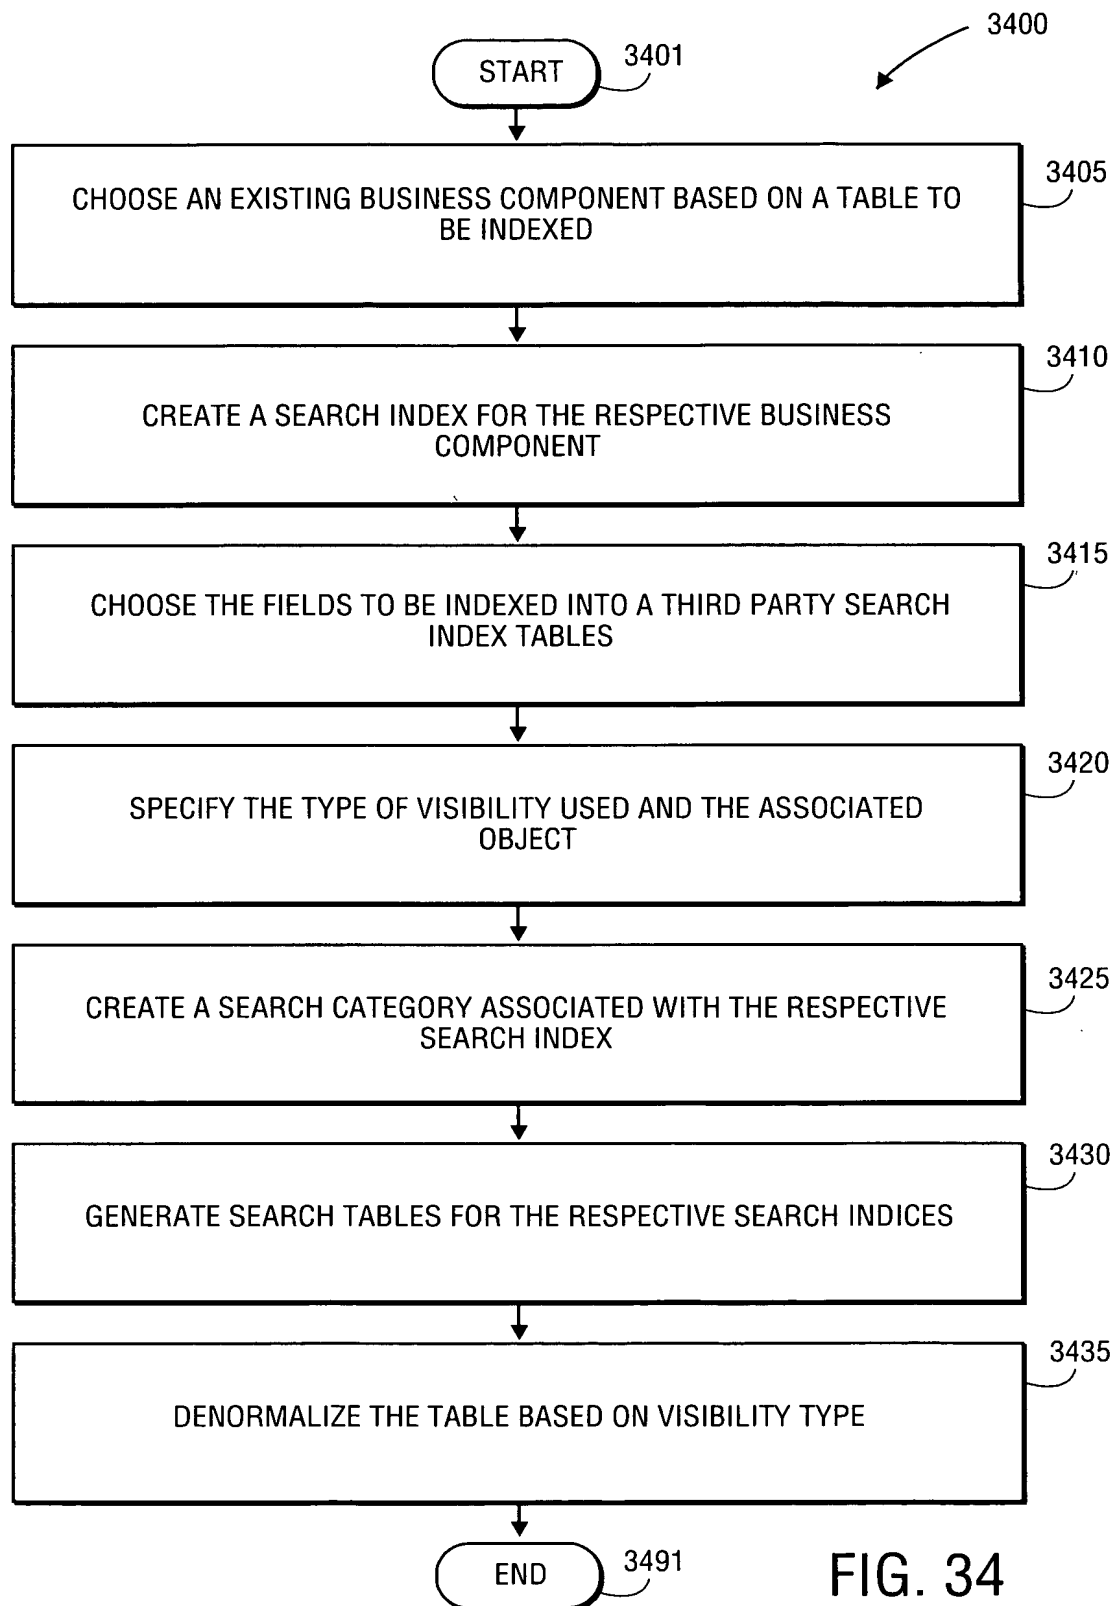 3400
START
3401
CHOOSE AN EXISTING BUSINESS COMPONENT BASED ON A TABLE TO
BE INDEXED
3405
CREATE A SEARCH INDEX FOR THE RESPECTIVE BUSINESS
COMPONENT
3410
CHOOSE THE FIELDS TO BE INDEXED INTO A THIRD PARTY SEARCH
INDEX TABLES
3415
SPECIFY THE TYPE OF VISIBILITY USED AND THE ASSOCIATED
OBJECT
3420
CREATE A SEARCH CATEGORY ASSOCIATED WITH THE RESPECTIVE
SEARCH INDEX
3425
GENERATE SEARCH TABLES FOR THE RESPECTIVE SEARCH INDICES
3430
DENORMALIZE THE TABLE BASED ON VISIBILITY TYPE
3435
END
3491
FIG. 34